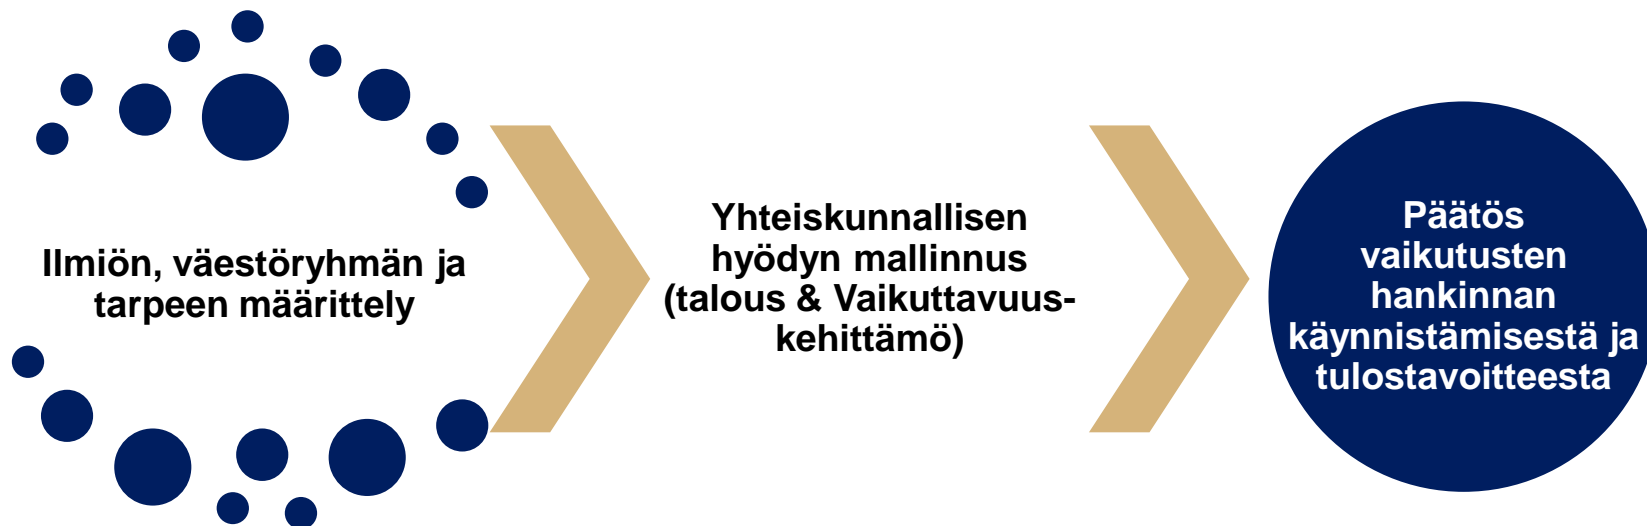 Ilmiön, väestöryhmän ja
tarpeen määrittely
Yhteiskunnallisen
hyödyn mallinnus
(talous & Vaikuttavuus-
kehittämö)
Päätös
vaikutusten
hankinnan
käynnistämisestä ja
tulostavoitteesta